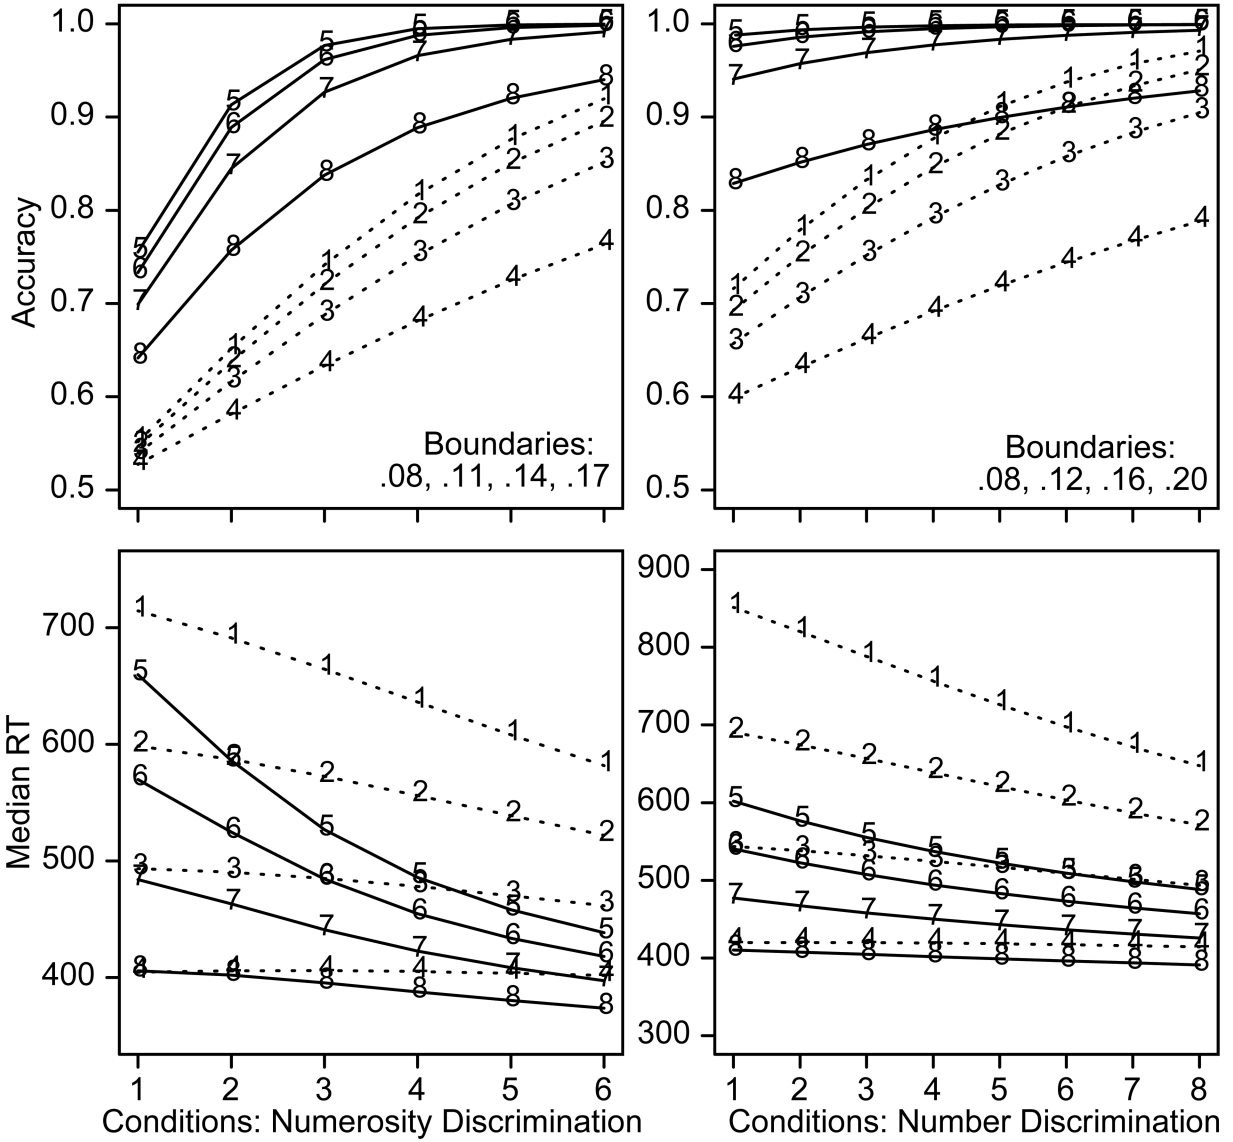 1.0
0.9
0.8
0.7
0.6
0.5
Accuracy
Boundaries:
.08, .11, .14, .17
1.0
0.9
0.8
0.7
0.6
0.5
Boundaries:
.08, .12, .16, .20
700
600
500
400
Median RT
1 2 3 4 5 6
Conditions: Numerosity Discrimination
900
800
700
600
500
400
300
1 2 3 4 5 6 7 8
Conditions: Number Discrimination